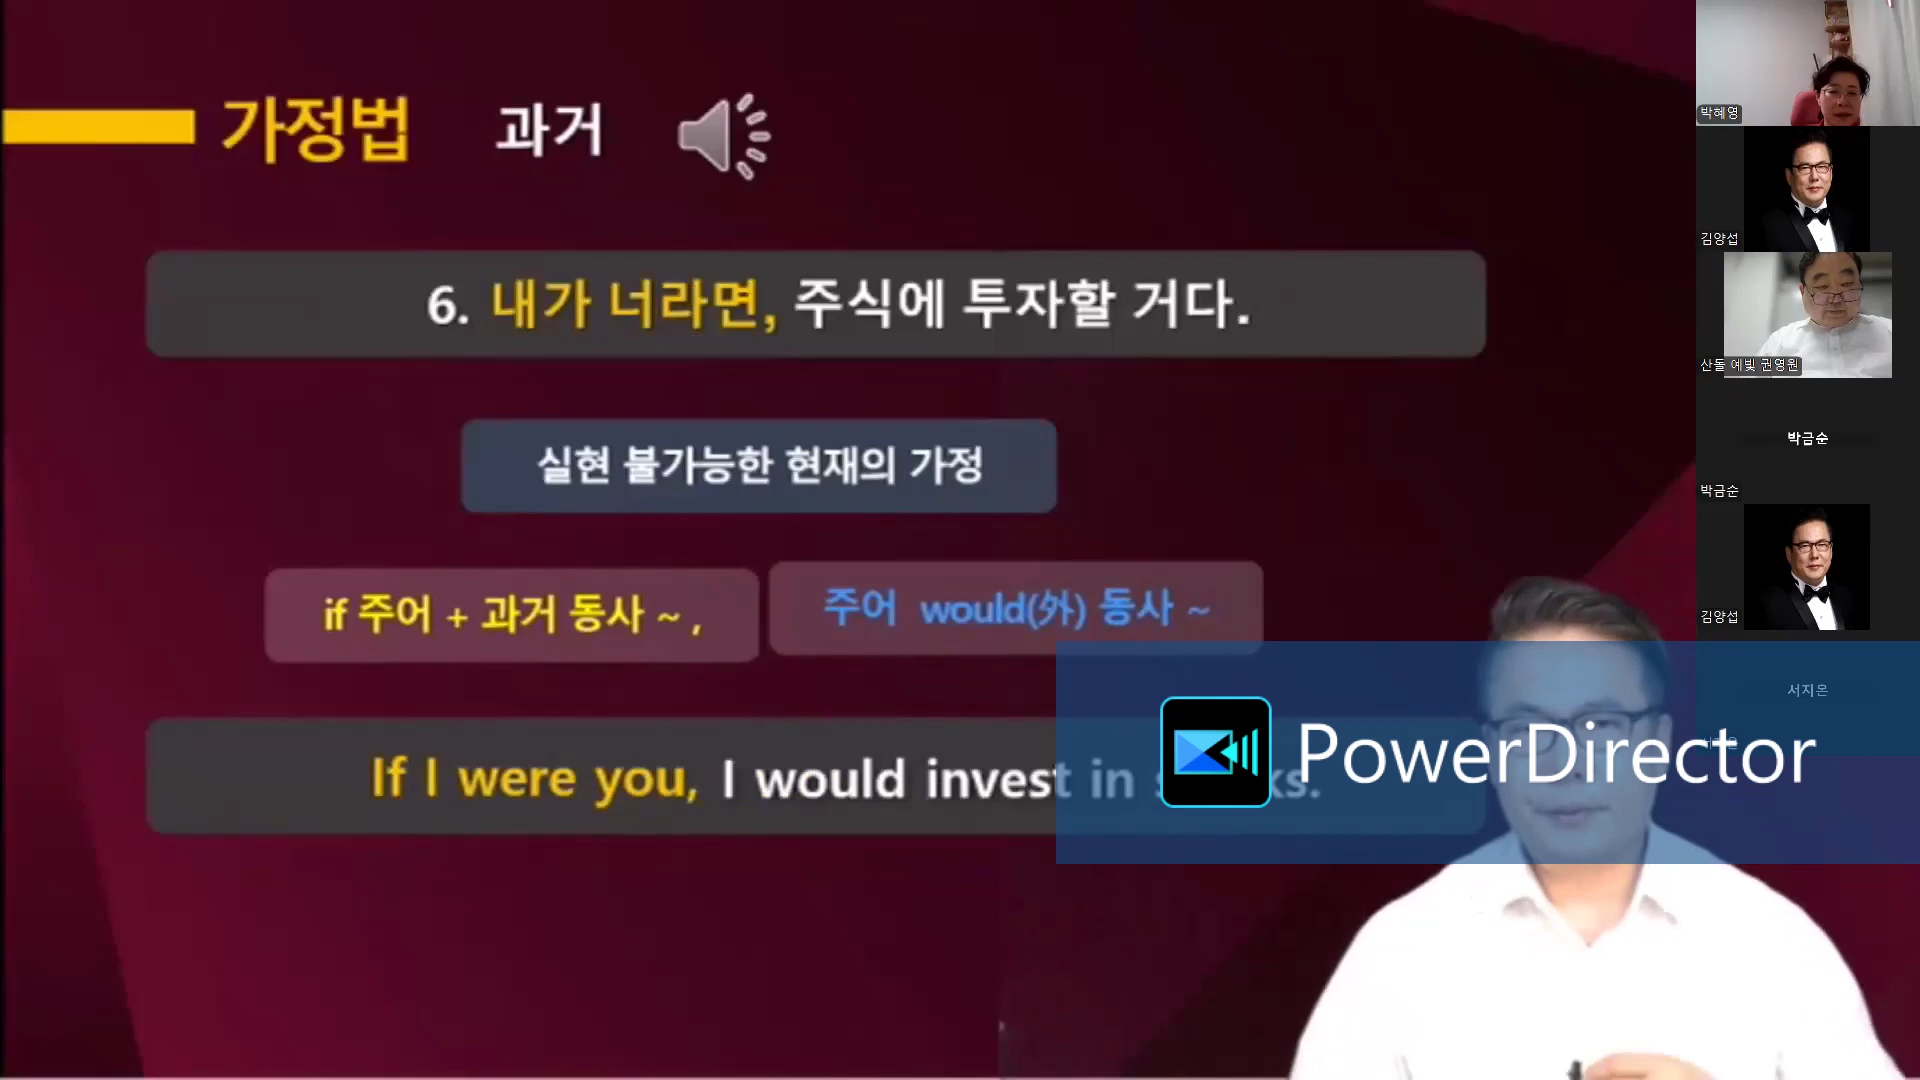 가정법 과거
6. 내가 너라면, 주식에 투자할 거다.
실현 불가능한 현재의 가정
if 주어 + 과거 동사 ~ ,
주어 would(外) 동사 ~
If I were you, I would invest in
PowerDirector
박혜영
김양섭
산돌 예빛 권영원
박금순
박금순
김양섭
서지온